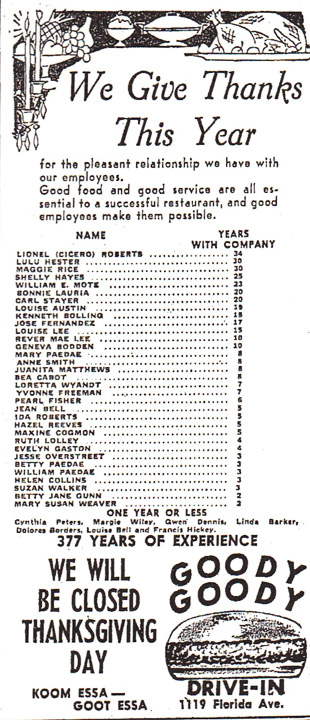 We Give Thanks
This Year
for the pleasant relationship we have with
our employees.
Good food and good service are all es-
sential to a successful restaurant, and good
employees make them possible.
NAME YEARS
WITH COMPANY
LIONEL (CICERO) ROBERTS 34
LULU HESTER 30
MAGGIE RICE 30
SHELLY HAYES 25
WILLIAM E. MOTE 23
BONNIE LAURIA 20
CARL STAYER 20
LOUISE AUSTIN
KENNETH BOLLING 18
JOSE FERNANDEZ 17
LOUISE LEE 15
REVER MAE LEE 10
GENEVA BODDEN 10
MARY PAEDAE 8
ANNE SMITH 8
JUANITA MATTHEWS 8
BEA CABOT 8
LORETTA WYANDT 7
YVONNE FREEMAN 7
PEARL FISHER 6
JEAN BELL 5
IDA ROBERTS 5
HAZEL REEVES 5
MAXINE COGMON 5
RUTH LOLLEY 4
EVELYN GASTON 4
JESSE OVERSTREET 3
BETTY PAEDAE 3
WILLIAM PAEDAE 3
HELEN COLLINS 3
SUZAN WALKER 3
BETTY JANE GUNN 2
MARY SUSAN WEAVER 2
ONE YEAR OR LESS
Cynthia Peters, Margie Wiley, Gwen Dennis, Linda Barker,
Dolores Borders, Louise Bell and Francis Hickey.
377 YEARS OF EXPERIENCE
WE WILL
BE CLOSED
THANKSGIVING
DAY
KOOM ESSA —
GOOT ESSA
GOODY
GOODY
DRIVE-IN
1119 Florida Ave.